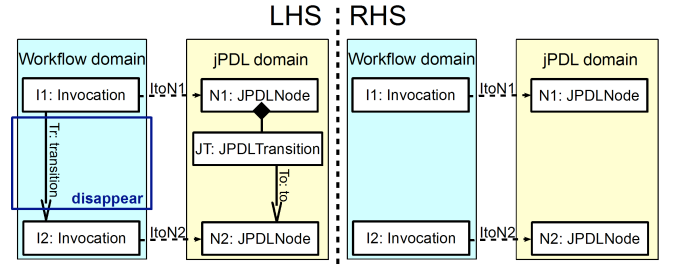 LHS RHS
Workflow domain
jPDL domain
Workflow domain
jPDL domain
I1: Invocation
ItoN1
N1: JPDLNode
I1: Invocation
ItoN1
N1: JPDLNode
Tr: transition
JT: JPDLTransition
To: to
disappear
I2: Invocation
ItoN2
N2: JPDLNode
I2: Invocation
ItoN2
N2: JPDLNode